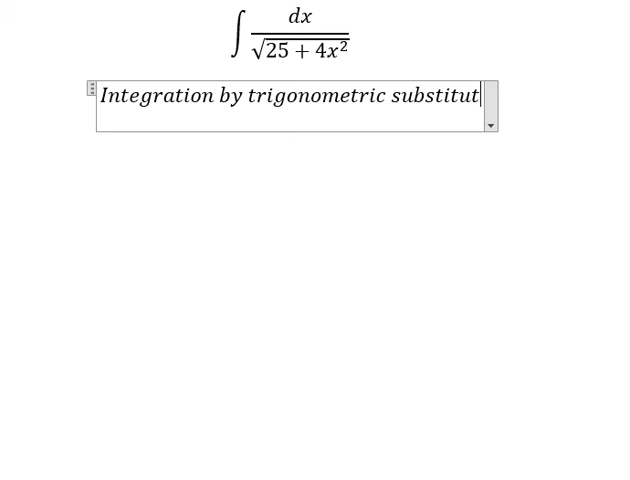 ∫ dx / √(25 + 4x²)
Integration by trigonometric substitut